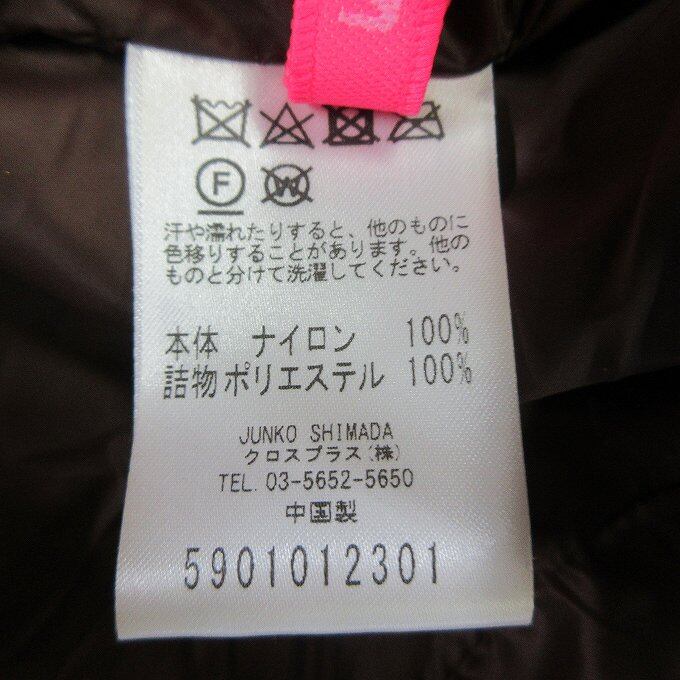 F W
汗や濡れたりすると、他のものに
色移りすることがあります。他の
ものと分けて洗濯してください。
本体 ナイロン 100%
詰物 ポリエステル 100%
JUNKO SHIMADA
クロスプラス(株)
TEL. 03-5652-5650
中国製
5901012301